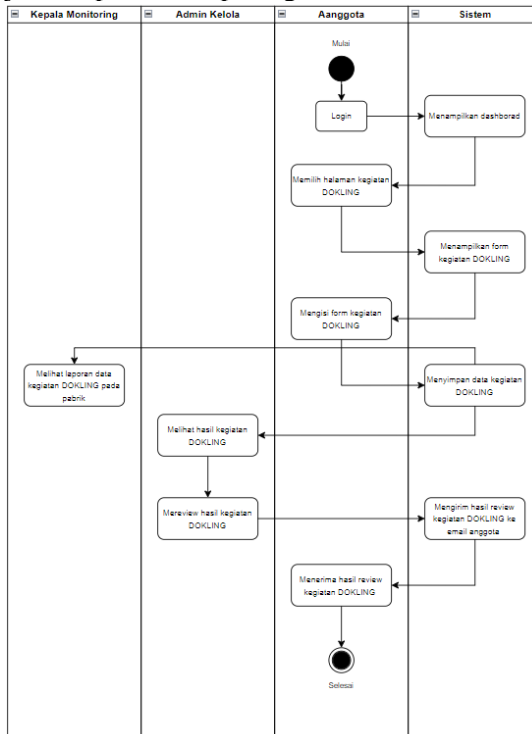 Kepala Monitoring
Admin Kelola
Aanggota
Sistem
Mulai
Login
Menampilkan dashborad
Memilih halaman kegiatan
DOKLING
Menampilkan form
kegiatan DOKLING
Mengisi form kegiatan
DOKLING
Melihat laporan data
kegiatan DOKLING pada
pabrik
Menyimpan data kegiatan
DOKLING
Melihat hasil kegiatan
DOKLING
Mereview hasil kegiatan
DOKLING
Mengirim hasil review
kegiatan DOKLING ke
email anggota
Menerima hasil review
kegiatan DOKLING
Selesai